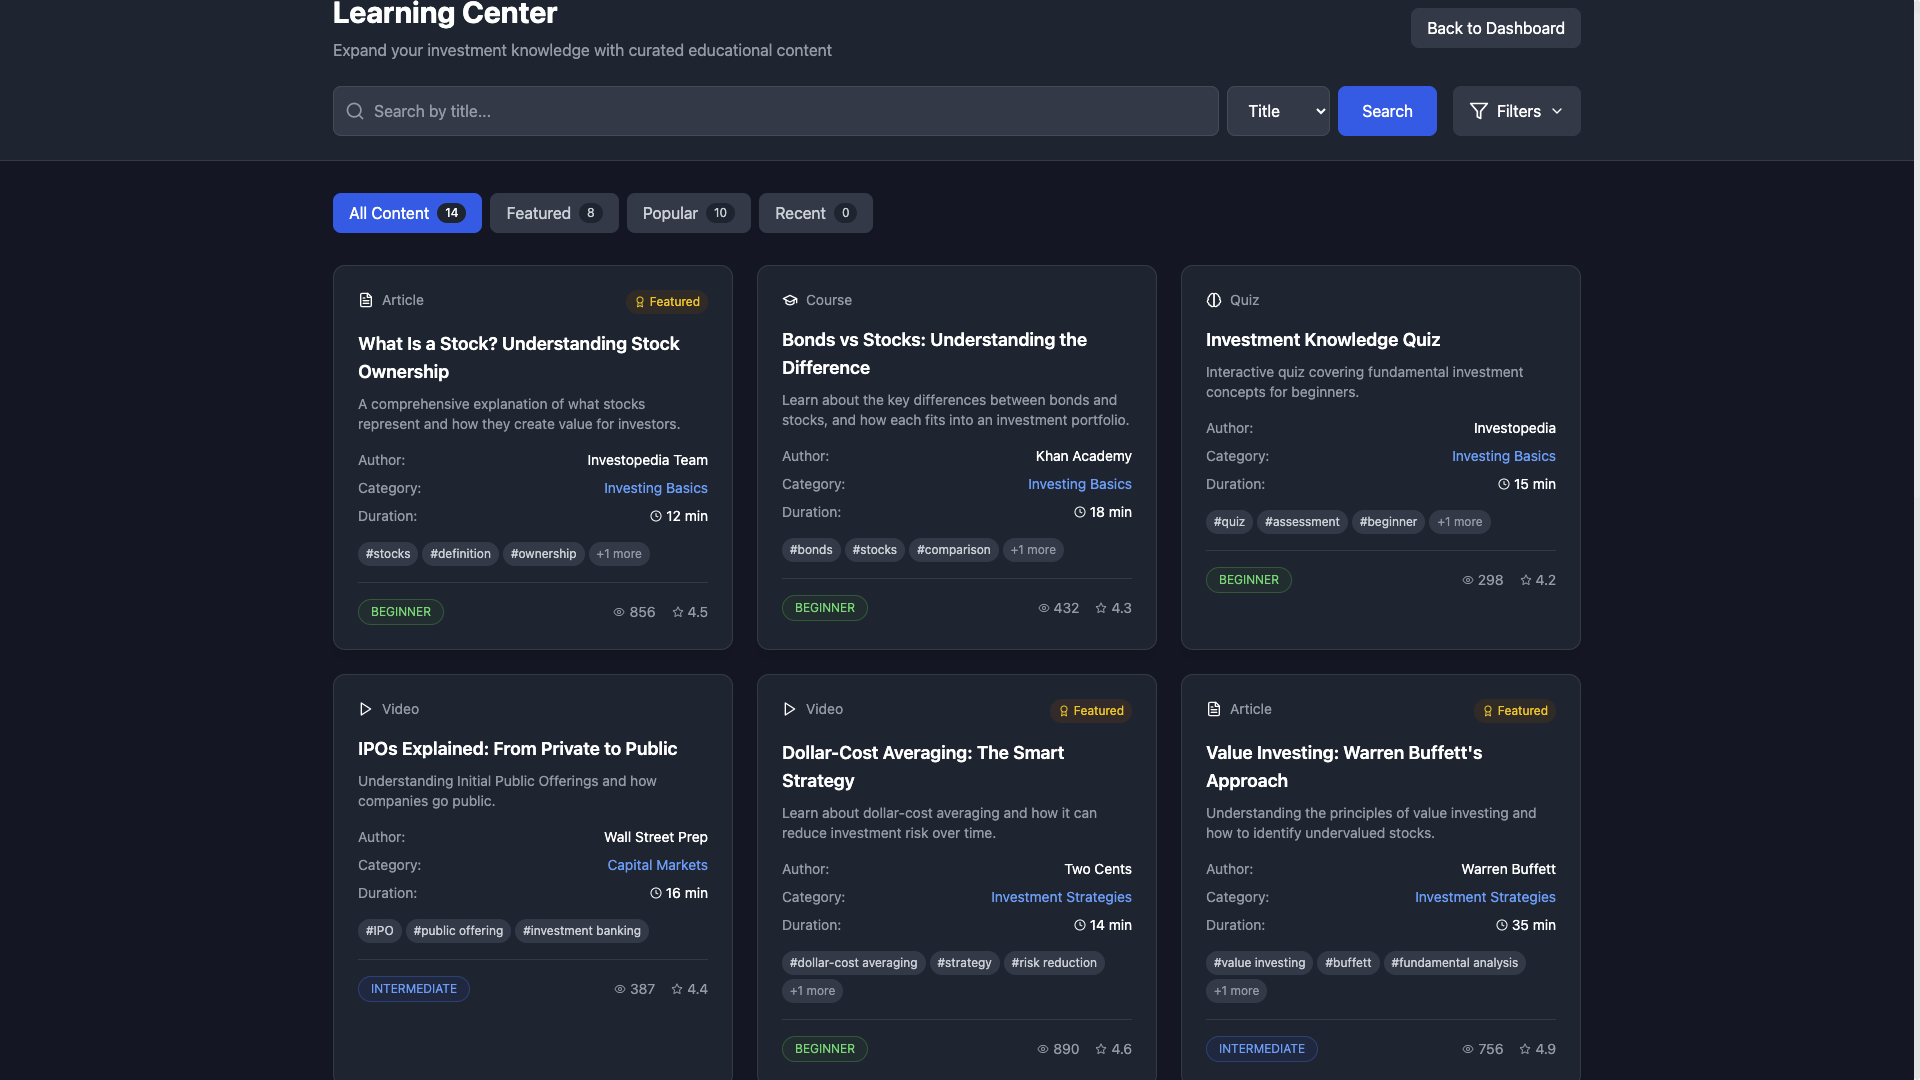 Learning Center
Back to Dashboard
Expand your investment knowledge with curated educational content
Search by title...
Title
Search
Filters
All Content 14
Featured 8
Popular 10
Recent 0
Article
Featured
What Is a Stock? Understanding Stock
Ownership
A comprehensive explanation of what stocks
represent and how they create value for investors.
Author: Investopedia Team
Category: Investing Basics
Duration: 12 min
#stocks #definition #ownership +1 more
BEGINNER 856 4.5
Course
Bonds vs Stocks: Understanding the
Difference
Learn about the key differences between bonds and
stocks, and how each fits into an investment portfolio.
Author: Khan Academy
Category: Investing Basics
Duration: 18 min
#bonds #stocks #comparison +1 more
BEGINNER 432 4.3
Quiz
Investment Knowledge Quiz
Interactive quiz covering fundamental investment
concepts for beginners.
Author: Investopedia
Category: Investing Basics
Duration: 15 min
#quiz #assessment #beginner +1 more
BEGINNER 298 4.2
Video
IPOs Explained: From Private to Public
Understanding Initial Public Offerings and how
companies go public.
Author: Wall Street Prep
Category: Capital Markets
Duration: 16 min
#IPO #public offering #investment banking
INTERMEDIATE 387 4.4
Video
Featured
Dollar-Cost Averaging: The Smart
Strategy
Learn about dollar-cost averaging and how it can
reduce investment risk over time.
Author: Two Cents
Category: Investment Strategies
Duration: 14 min
#dollar-cost averaging #strategy #risk reduction
+1 more
BEGINNER 890 4.6
Article
Featured
Value Investing: Warren Buffett's
Approach
Understanding the principles of value investing and
how to identify undervalued stocks.
Author: Warren Buffett
Category: Investment Strategies
Duration: 35 min
#value investing #buffett #fundamental analysis
+1 more
INTERMEDIATE 756 4.9